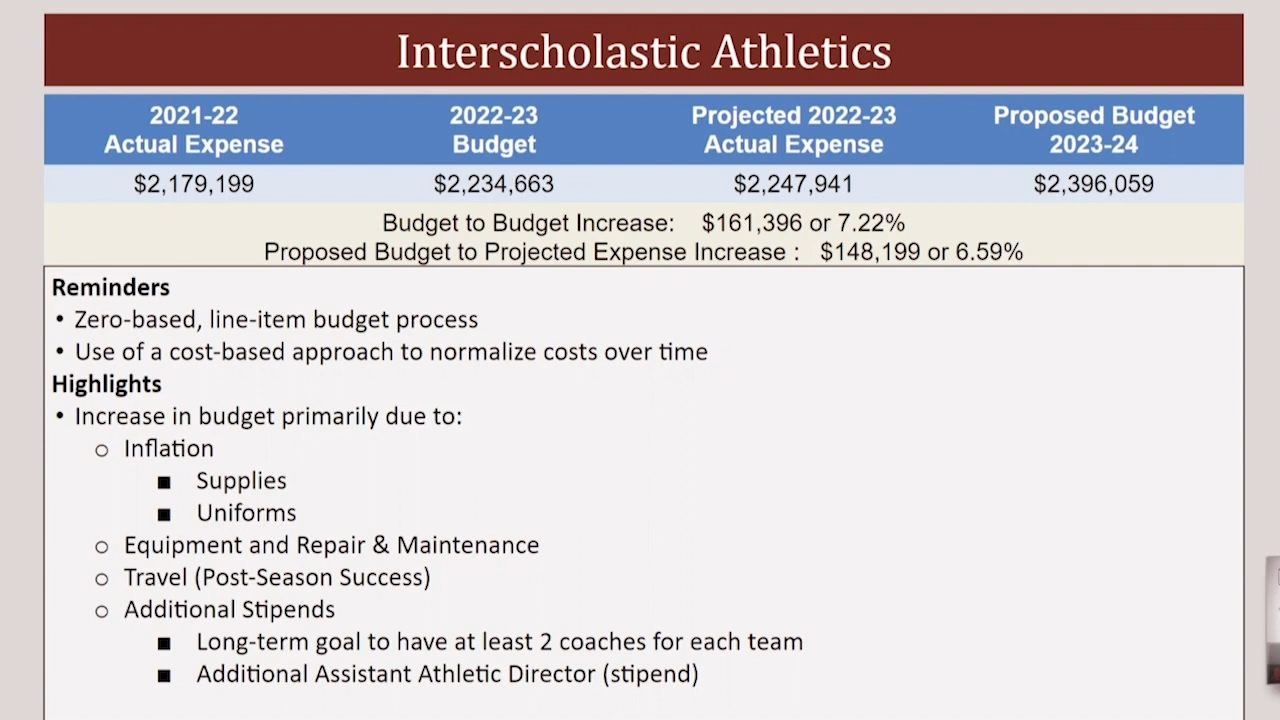 Interscholastic Athletics
2021-22 2022-23 Projected 2022-23 Proposed Budget
Actual Expense Budget Actual Expense 2023-24
$2,179,199 $2,234,663 $2,247,941 $2,396,059
Budget to Budget Increase: $161,396 or 7.22%
Proposed Budget to Projected Expense Increase : $148,199 or 6.59%
Reminders
• Zero-based, line-item budget process
• Use of a cost-based approach to normalize costs over time
Highlights
• Increase in budget primarily due to:
o Inflation
■ Supplies
■ Uniforms
o Equipment and Repair & Maintenance
o Travel (Post-Season Success)
o Additional Stipends
■ Long-term goal to have at least 2 coaches for each team
■ Additional Assistant Athletic Director (stipend)